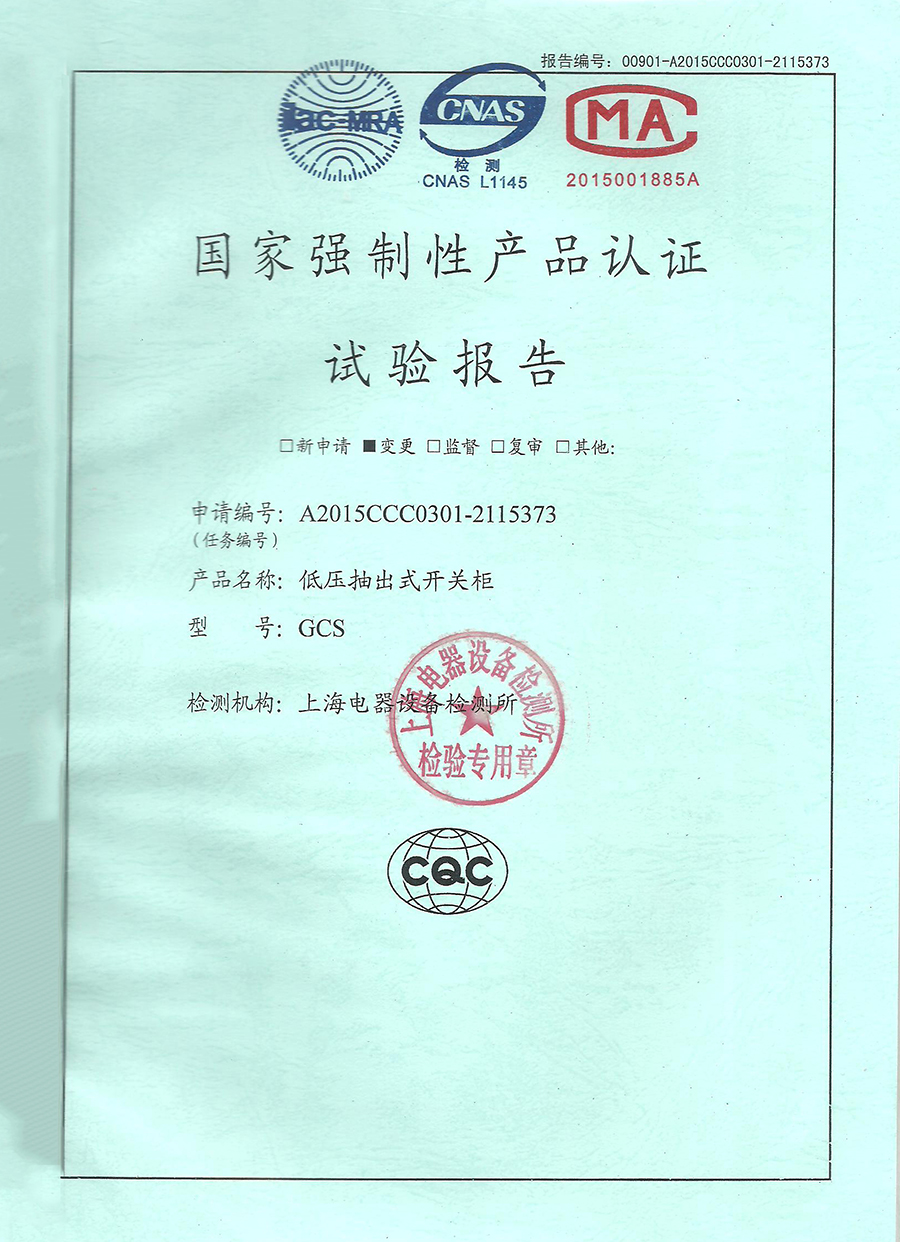 报告编号：00901-A2015CCC0301-2115373
ilac-MRA
CNAS
检 测
CNAS L1145
MA
2015001885A
国家强制性产品认证
试验报告
□新申请 ■变更 □监督 □复审 □其他:
申请编号：A2015CCC0301-2115373
（任务编号）
产品名称：低压抽出式开关柜
型 号：GCS
检测机构：上海电器设备检测所
上海电器设备检测所
检验专用章
CQC